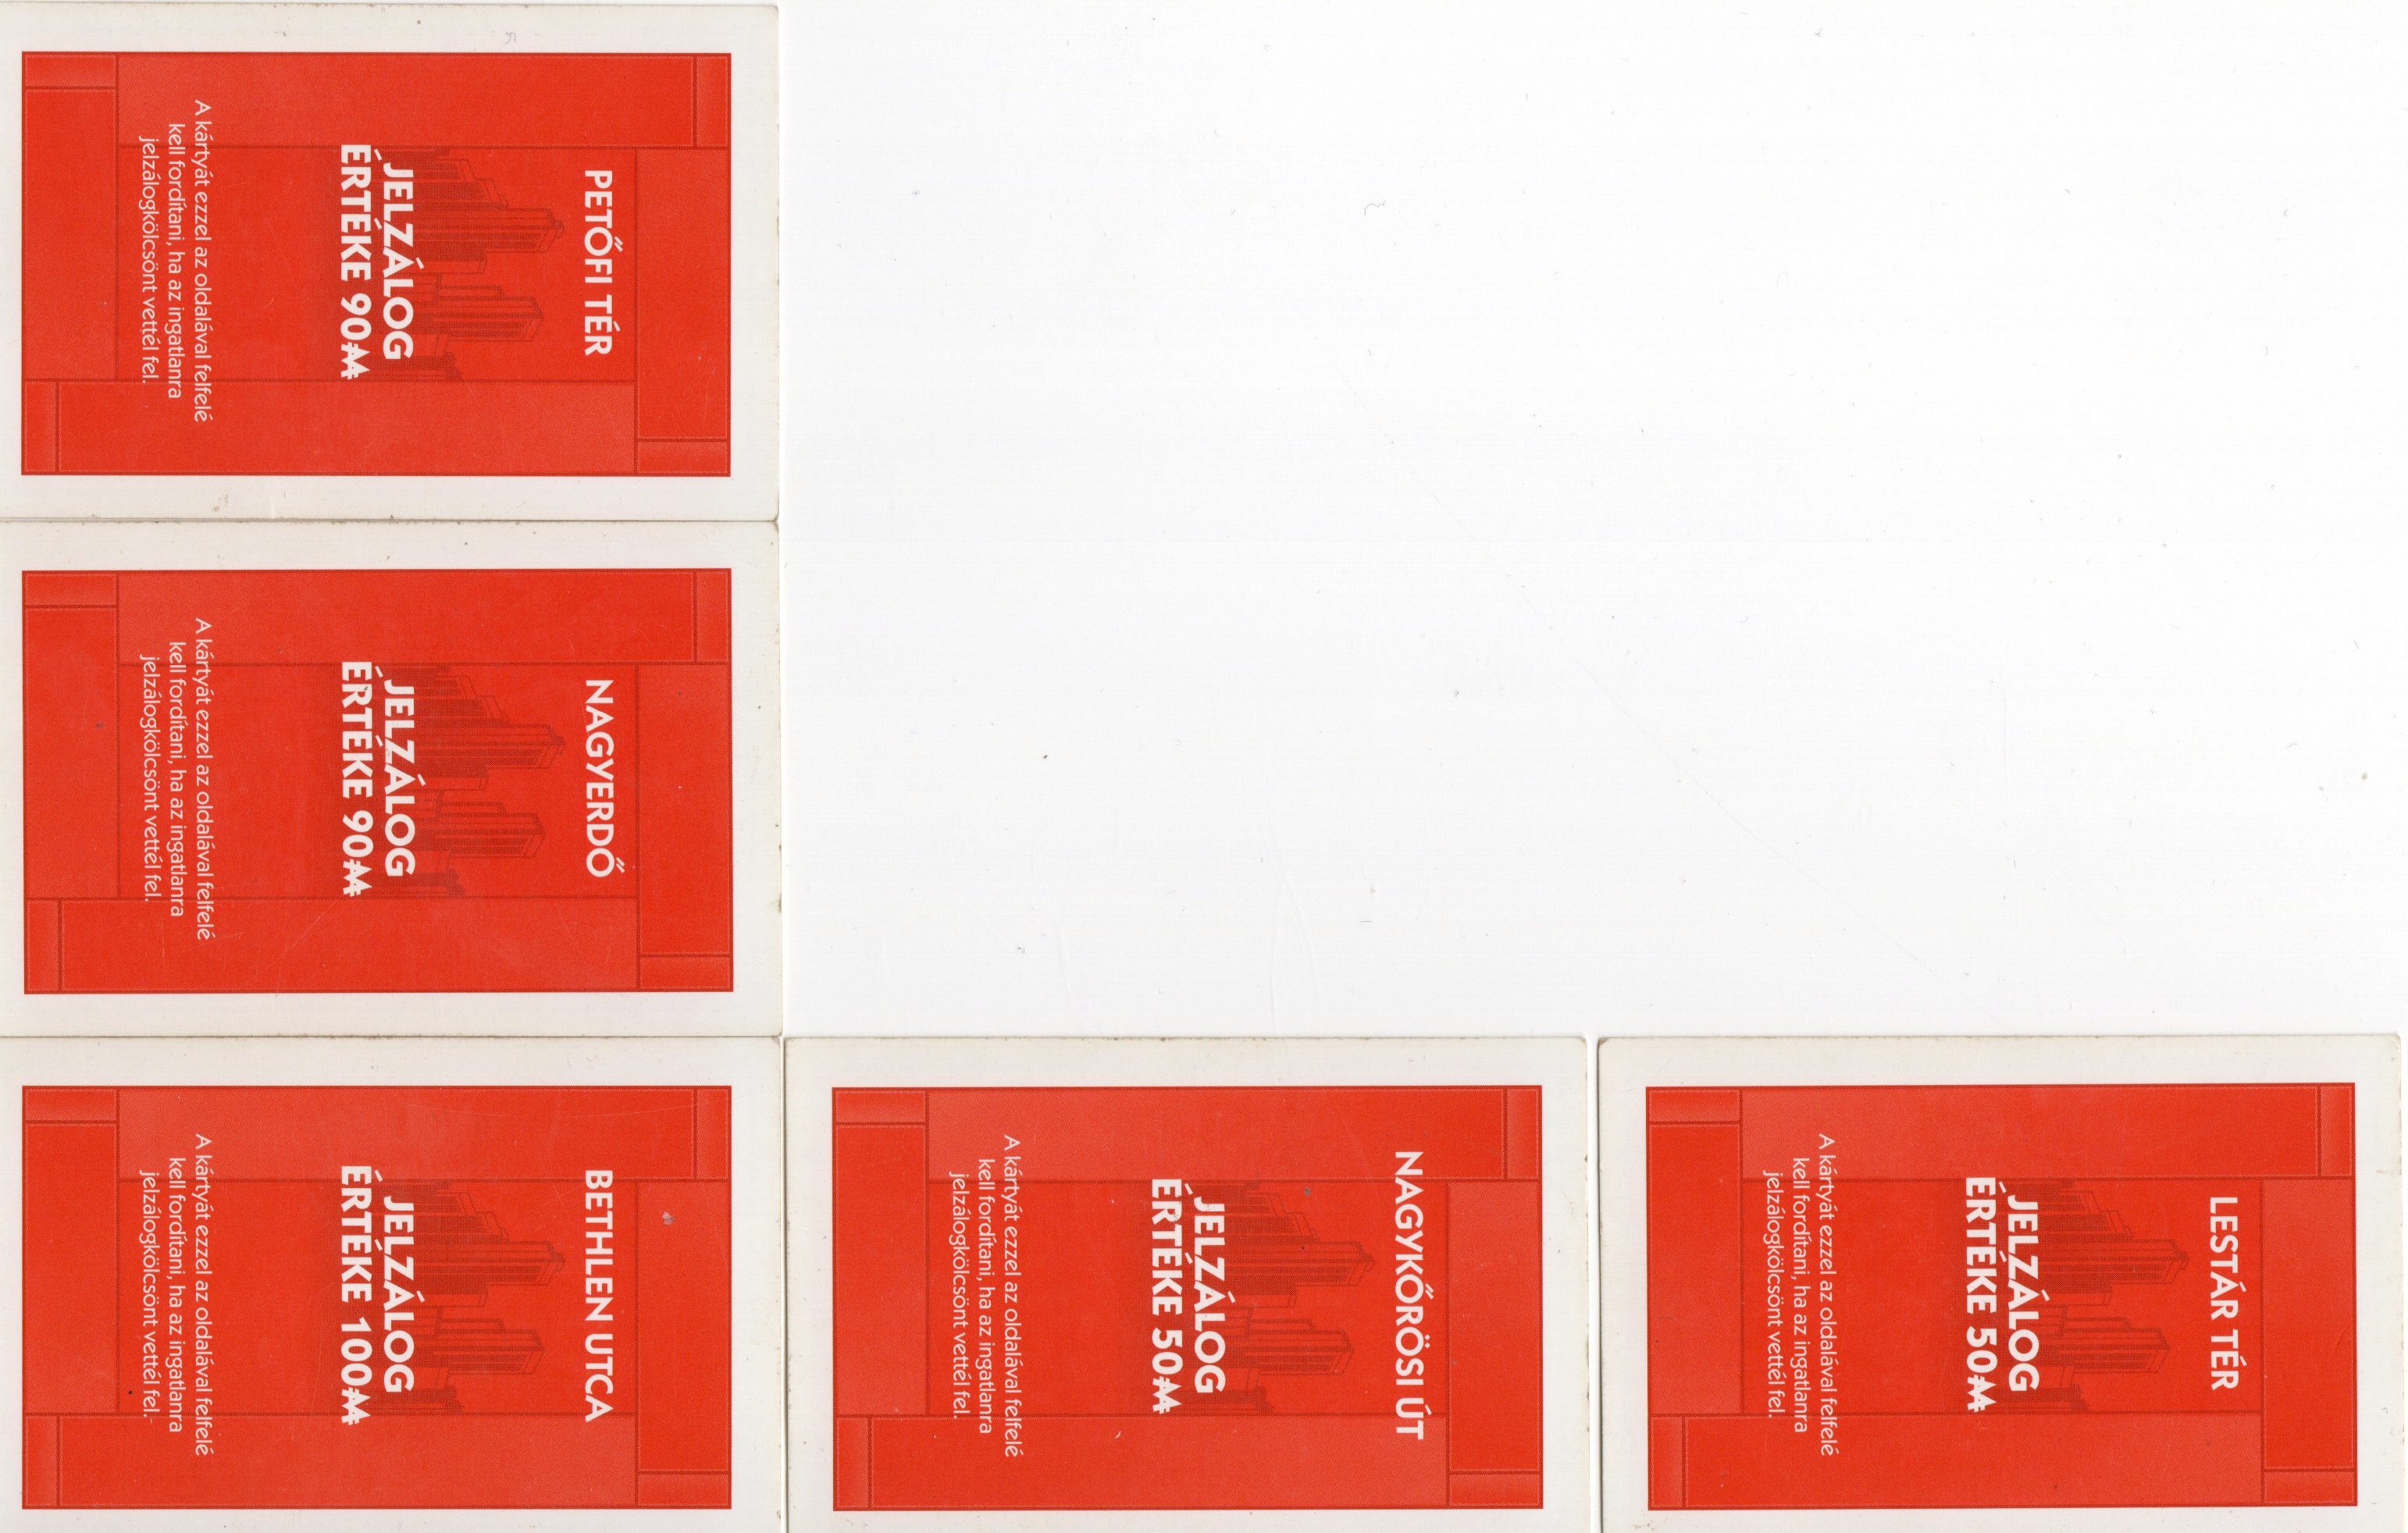 PETŐFI TÉR
JELZÁLOG
ÉRTÉKE 90₩
A kártyát ezzel az oldalával felfelé
kell fordítani, ha az ingatlanra
jelzálogkölcsönt vettél fel.
NAGYERDŐ
JELZÁLOG
ÉRTÉKE 90₩
A kártyát ezzel az oldalával felfelé
kell fordítani, ha az ingatlanra
jelzálogkölcsönt vettél fel.
BETHLEN UTCA
JELZÁLOG
ÉRTÉKE 100₩
A kártyát ezzel az oldalával felfelé
kell fordítani, ha az ingatlanra
jelzálogkölcsönt vettél fel.
NAGYKŐRÖSI ÚT
JELZÁLOG
ÉRTÉKE 50₩
A kártyát ezzel az oldalával felfelé
kell fordítani, ha az ingatlanra
jelzálogkölcsönt vettél fel.
LESTÁR TÉR
JELZÁLOG
ÉRTÉKE 50₩
A kártyát ezzel az oldalával felfelé
kell fordítani, ha az ingatlanra
jelzálogkölcsönt vettél fel.